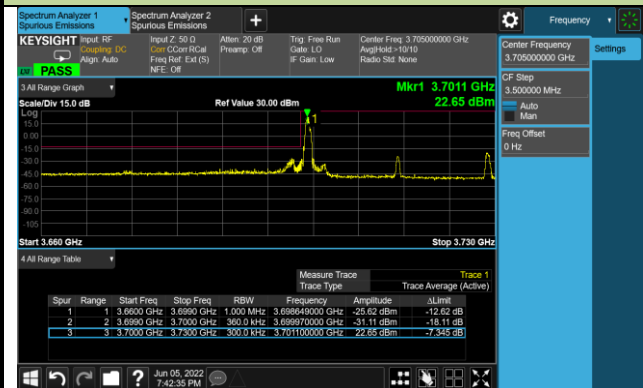 Spectrum Analyzer 1
Spurious Emissions
Spectrum Analyzer 2
Spurious Emissions
Frequency
KEYSIGHT
Input: RF
Coupling: DC
Align: Auto
Input Z: 50 Ω
Corr CCorr RCal
Freq Ref: Ext (S)
NFE: Off
Atten: 20 dB
Preamp: Off
Trig: Free Run
Gate: LO
IF Gain: Low
Center Freq: 3.705000000 GHz
Avg|Hold:>10/10
Radio Std: None
PASS
Center Frequency
3.705000000 GHz
Settings
CF Step
3.500000 MHz
Auto
Man
Freq Offset
0 Hz
3 All Range Graph
Mkr1 3.7011 GHz
Scale/Div 15.0 dB
Ref Value 30.00 dBm
22.65 dBm
Log
15.0
0.00
-15.0
-30.0
-45.0
-60.0
-75.0
-90.0
-105
1
Start 3.660 GHz
Stop 3.730 GHz
4 All Range Table
Measure Trace Trace 1
Trace Type Trace Average (Active)
Spur Range Start Freq Stop Freq RBW Frequency Amplitude ΔLimit
1 1 3.6600 GHz 3.6990 GHz 1.000 MHz 3.698649000 GHz -25.62 dBm -12.62 dB
2 2 3.6990 GHz 3.7000 GHz 360.0 kHz 3.699970000 GHz -31.11 dBm -18.11 dB
3 3 3.7000 GHz 3.7300 GHz 300.0 kHz 3.701100000 GHz 22.65 dBm -7.345 dB
Jun 05, 2022
7:42:35 PM